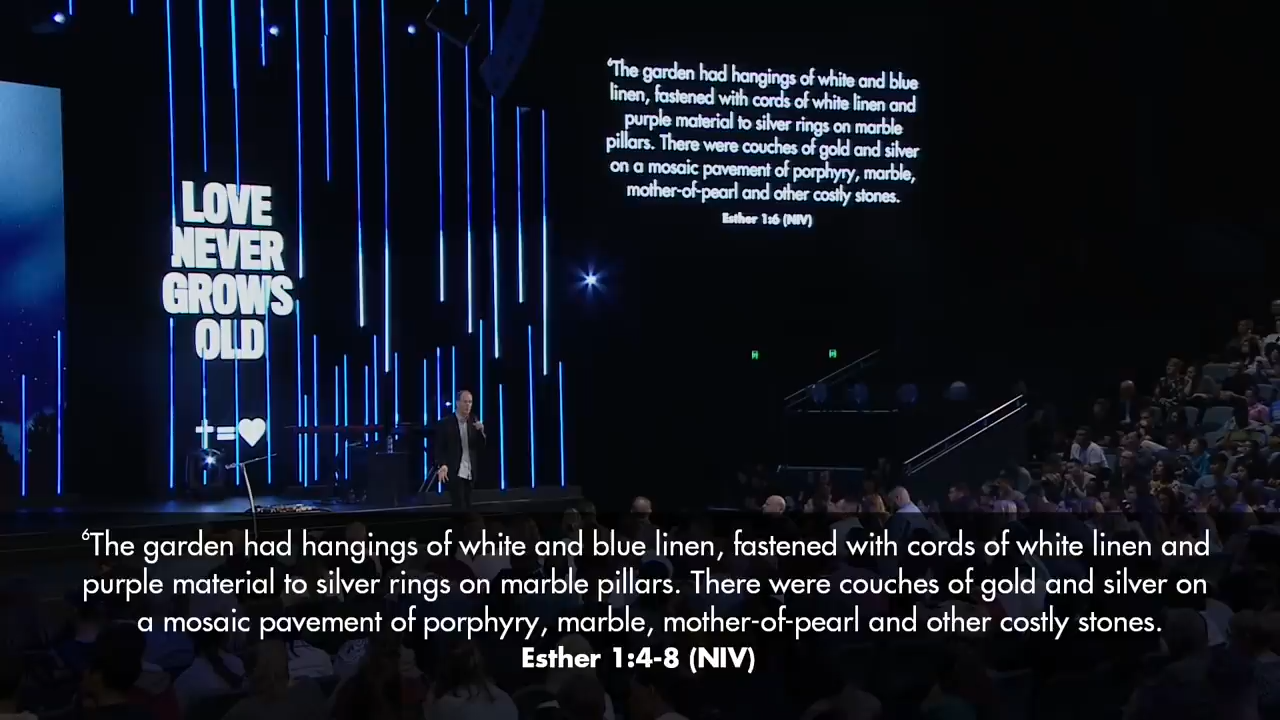 ⁶The garden had hangings of white and blue
linen, fastened with cords of white linen and
purple material to silver rings on marble
pillars. There were couches of gold and silver
on a mosaic pavement of porphyry, marble,
mother-of-pearl and other costly stones.
Esther 1:6 (NIV)
LOVE
NEVER
GROWS
OLD
†=♥
⁶The garden had hangings of white and blue linen, fastened with cords of white linen and
purple material to silver rings on marble pillars. There were couches of gold and silver on
a mosaic pavement of porphyry, marble, mother-of-pearl and other costly stones.
Esther 1:4-8 (NIV)